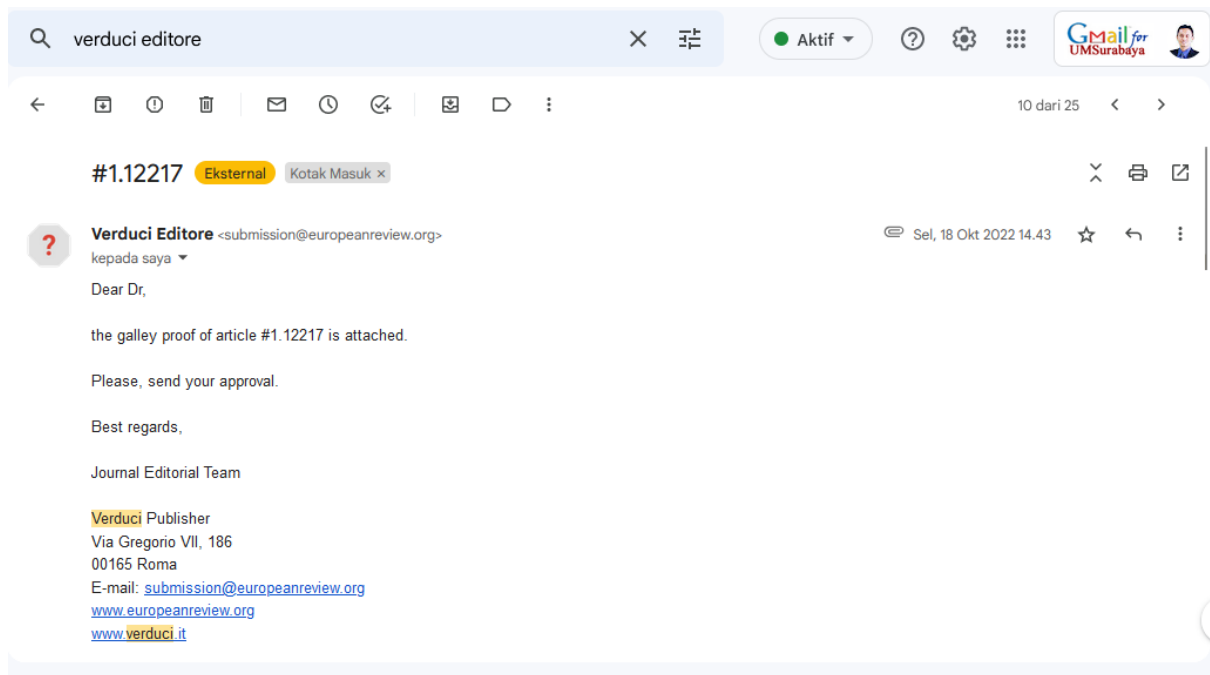 verduci editore
Aktif
Gmail for
UMSurabaya
10 dari 25
#1.12217 Eksternal Kotak Masuk ×
Verduci Editore <submission@europeanreview.org>
Sel, 18 Okt 2022 14.43
kepada saya
Dear Dr,
the galley proof of article #1.12217 is attached.
Please, send your approval.
Best regards,
Journal Editorial Team
Verduci Publisher
Via Gregorio VII, 186
00165 Roma
E-mail: submission@europeanreview.org
www.europeanreview.org
www.verduci.it